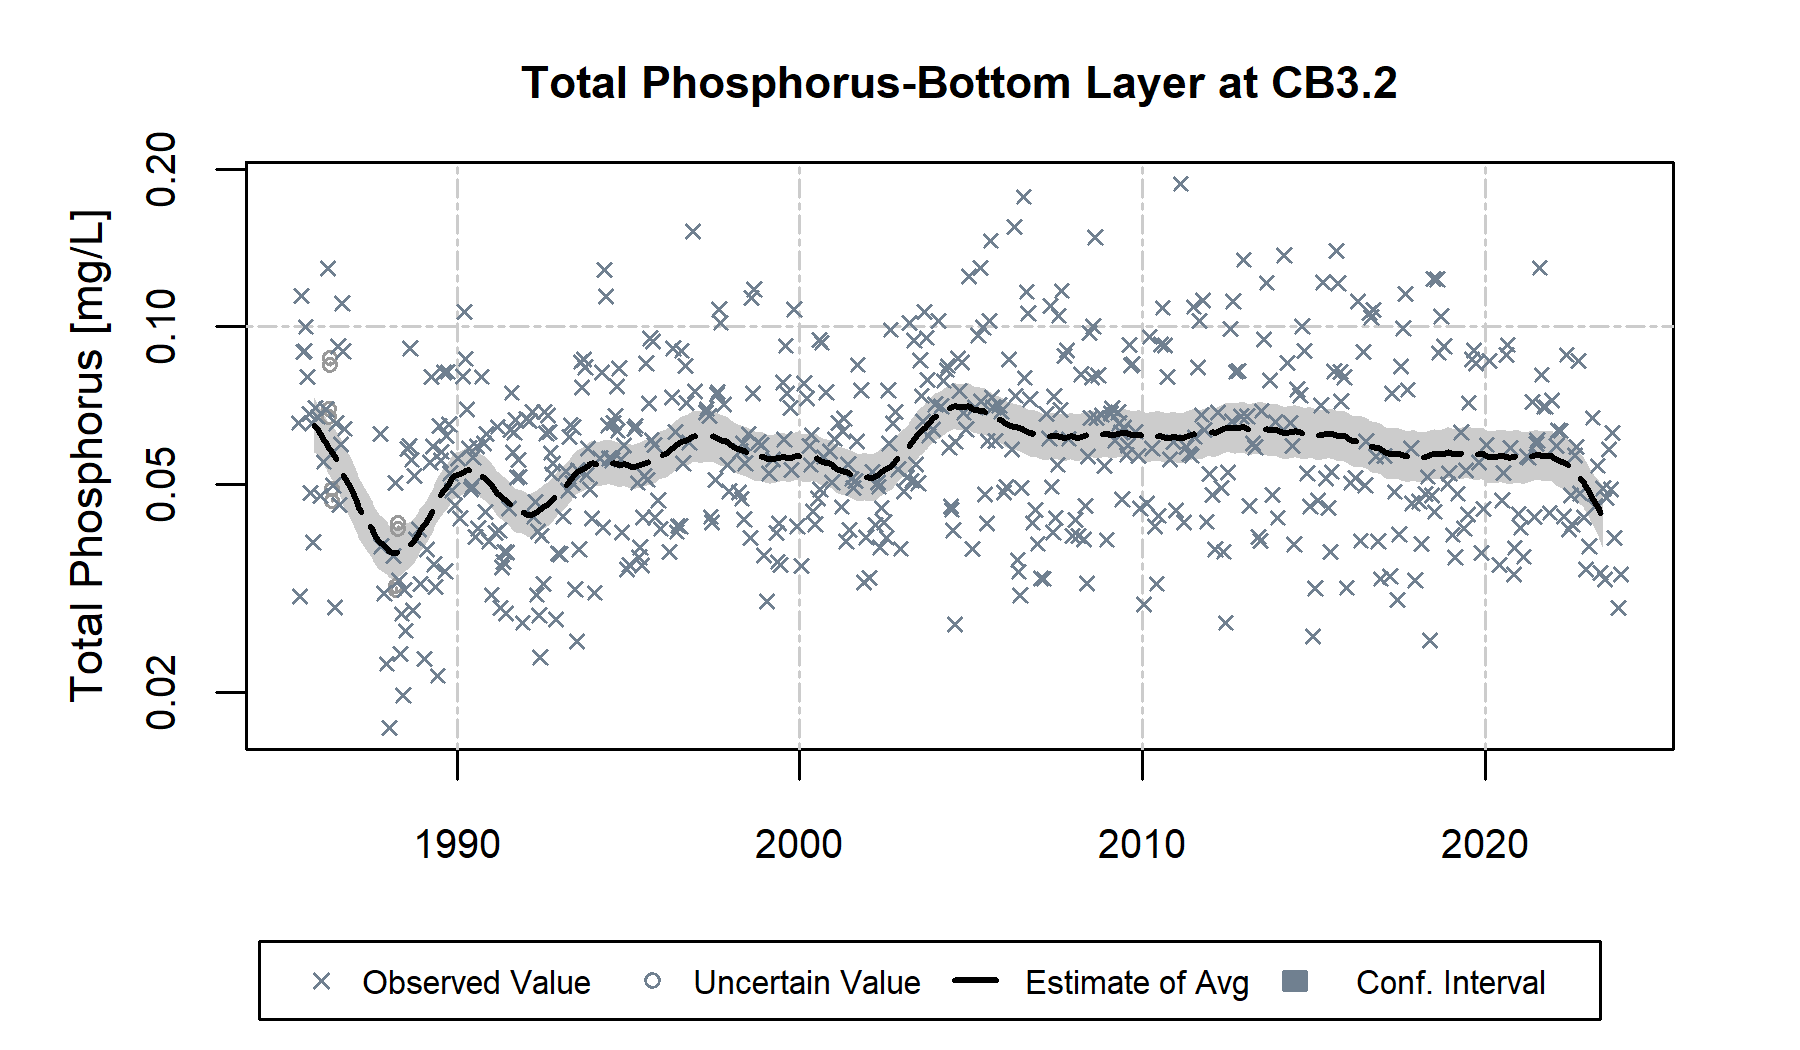 Total Phosphorus-Bottom Layer at CB3.2
Total Phosphorus [mg/L]
0.20
0.10
0.05
0.02
1990
2000
2010
2020
Observed Value
Uncertain Value
Estimate of Avg
Conf. Interval